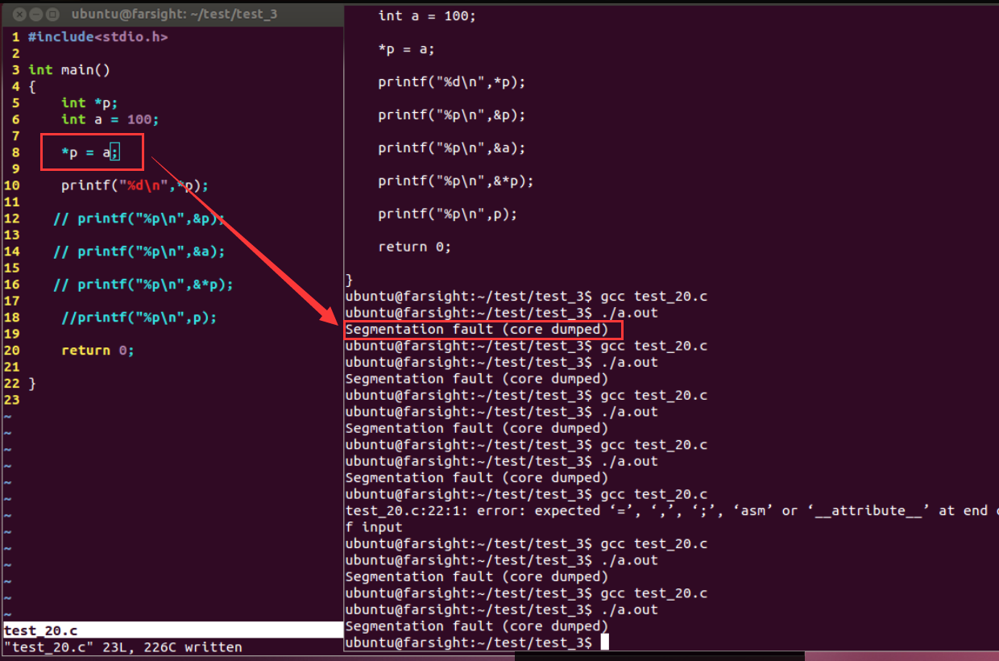 ubuntu@farsight: ~/test/test_3
1 #include<stdio.h>
2
3 int main()
4 {
5     int *p;
6     int a = 100;
7
8     *p = a;
9
10     printf("%d\n",*p);
11
12    // printf("%p\n",&p);
13
14    // printf("%p\n",&a);
15
16    // printf("%p\n",&*p);
17
18     //printf("%p\n",p);
19
20     return 0;
21
22 }
23
~
~
~
~
~
~
~
~
~
~
~
~
~
test_20.c
"test_20.c" 23L, 226C written
    int a = 100;
    *p = a;
    printf("%d\n",*p);
    printf("%p\n",&p);
    printf("%p\n",&a);
    printf("%p\n",&*p);
    printf("%p\n",p);
    return 0;
}
ubuntu@farsight:~/test/test_3$ gcc test_20.c
ubuntu@farsight:~/test/test_3$ ./a.out
Segmentation fault (core dumped)
ubuntu@farsight:~/test/test_3$ gcc test_20.c
ubuntu@farsight:~/test/test_3$ ./a.out
Segmentation fault (core dumped)
ubuntu@farsight:~/test/test_3$ gcc test_20.c
ubuntu@farsight:~/test/test_3$ ./a.out
Segmentation fault (core dumped)
ubuntu@farsight:~/test/test_3$ gcc test_20.c
ubuntu@farsight:~/test/test_3$ ./a.out
Segmentation fault (core dumped)
ubuntu@farsight:~/test/test_3$ gcc test_20.c
test_20.c:22:1: error: expected ‘=’, ‘,’, ‘;’, ‘asm’ or ‘__attribute__’ at end o
f input
ubuntu@farsight:~/test/test_3$ gcc test_20.c
ubuntu@farsight:~/test/test_3$ ./a.out
Segmentation fault (core dumped)
ubuntu@farsight:~/test/test_3$ gcc test_20.c
ubuntu@farsight:~/test/test_3$ ./a.out
Segmentation fault (core dumped)
ubuntu@farsight:~/test/test_3$